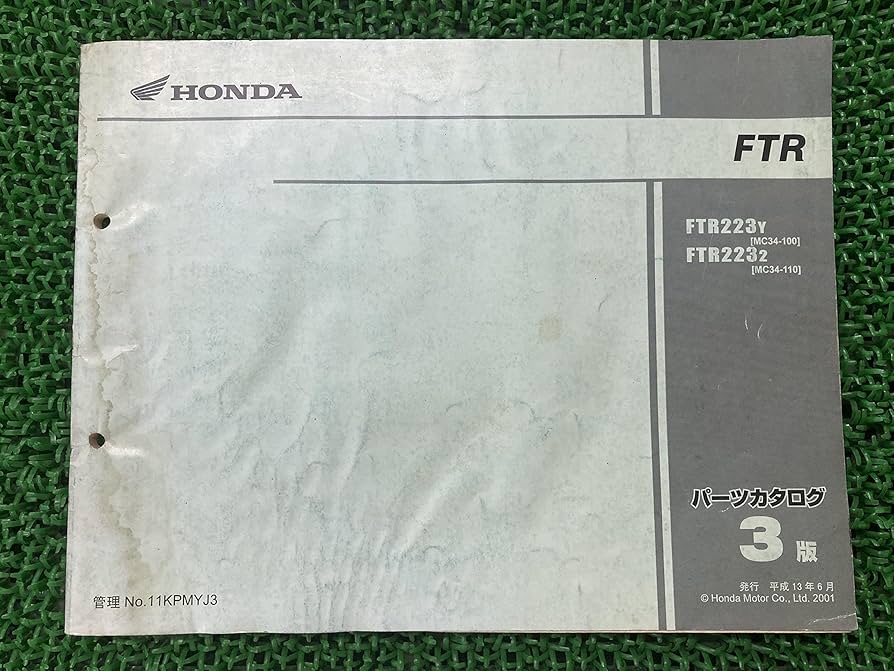 HONDA
FTR
FTR223Y
[MC34-100]
FTR2232
[MC34-110]
パーツカタログ
3版
発行 平成13年6月
© Honda Motor Co., Ltd. 2001
管理 No.11KPMYJ3